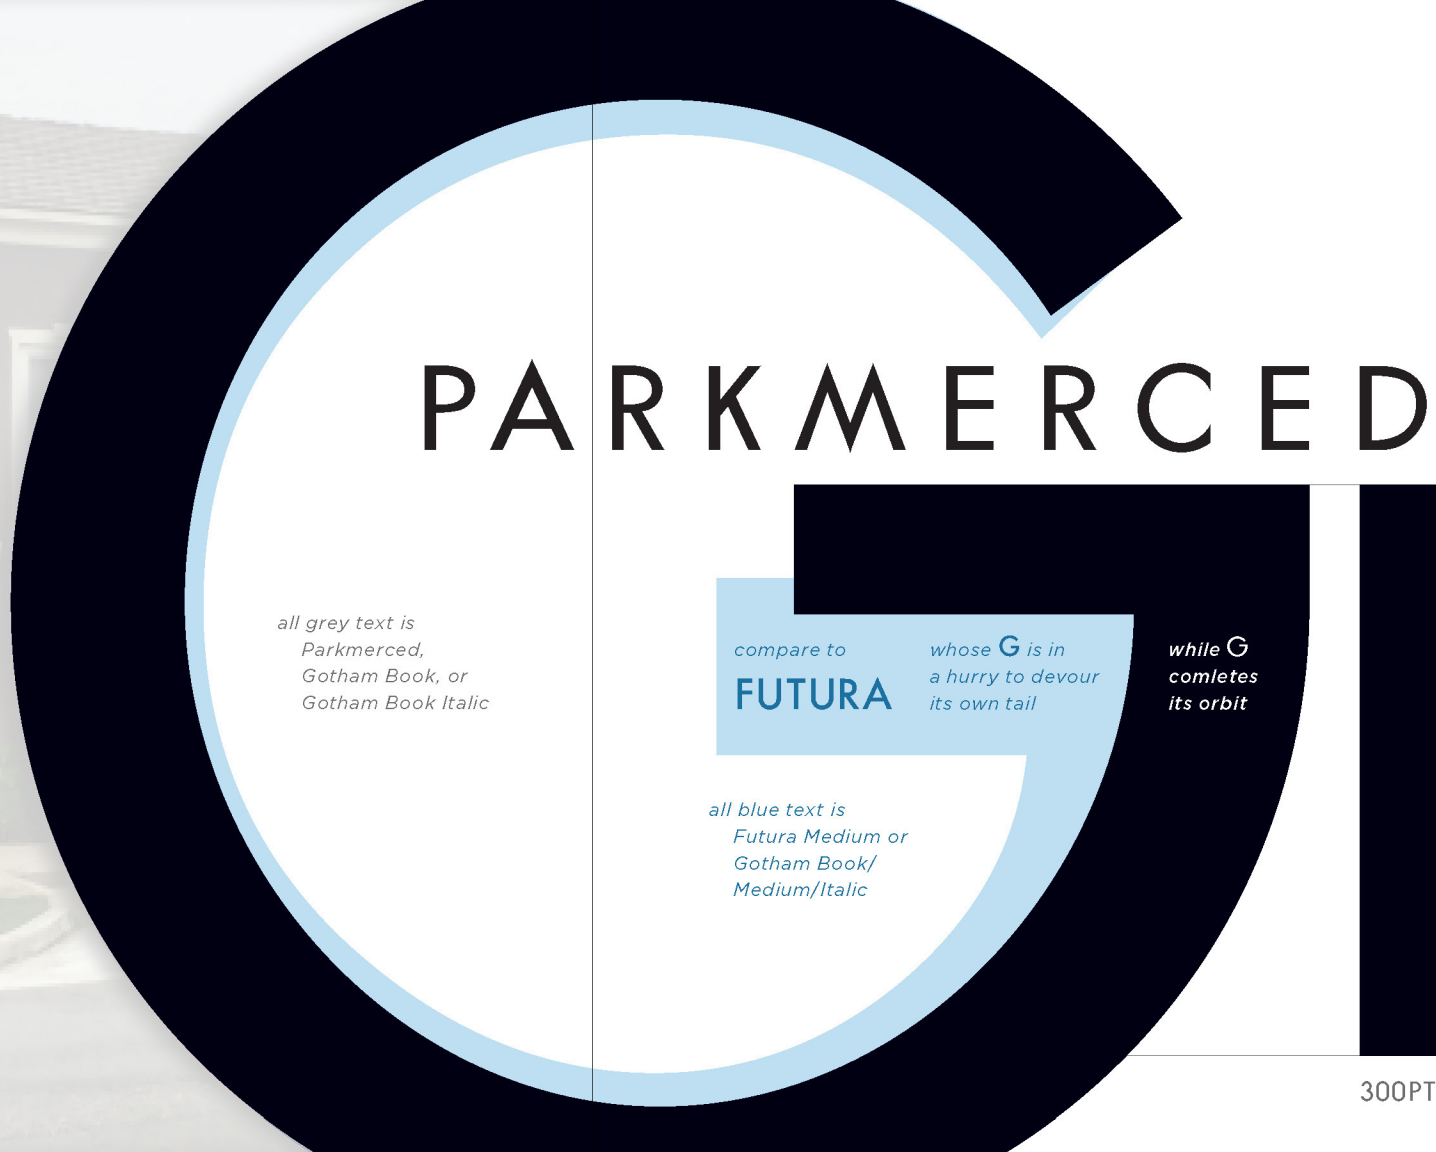 G
PARKMERCED
all grey text is
Parkmerced,
Gotham Book, or
Gotham Book Italic
compare to
FUTURA
whose G is in
a hurry to devour
its own tail
while G
comletes
its orbit
all blue text is
Futura Medium or
Gotham Book/
Medium/Italic
300PT